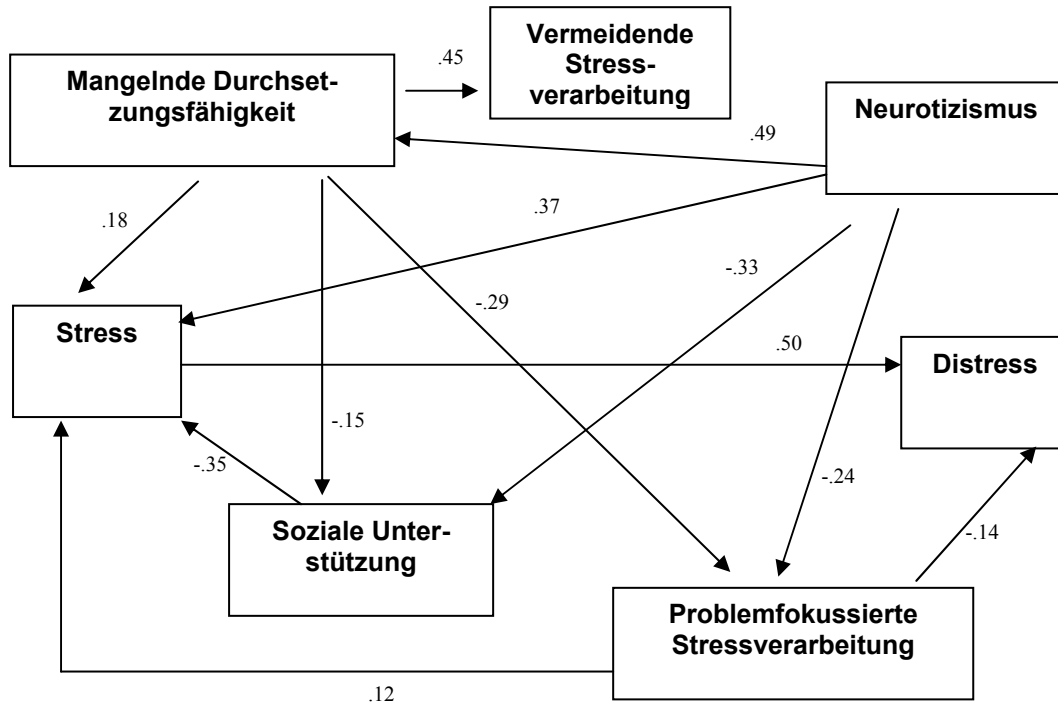 Vermeidende
Stress-
verarbeitung
.45
Mangelnde Durchset-
zungsfähigkeit
Neurotizismus
.49
.37
.18
-.33
-.29
Stress
.50
Distress
-.15
-.35
-.24
Soziale Unter-
stützung
-.14
Problemfokussierte
Stressverarbeitung
.12